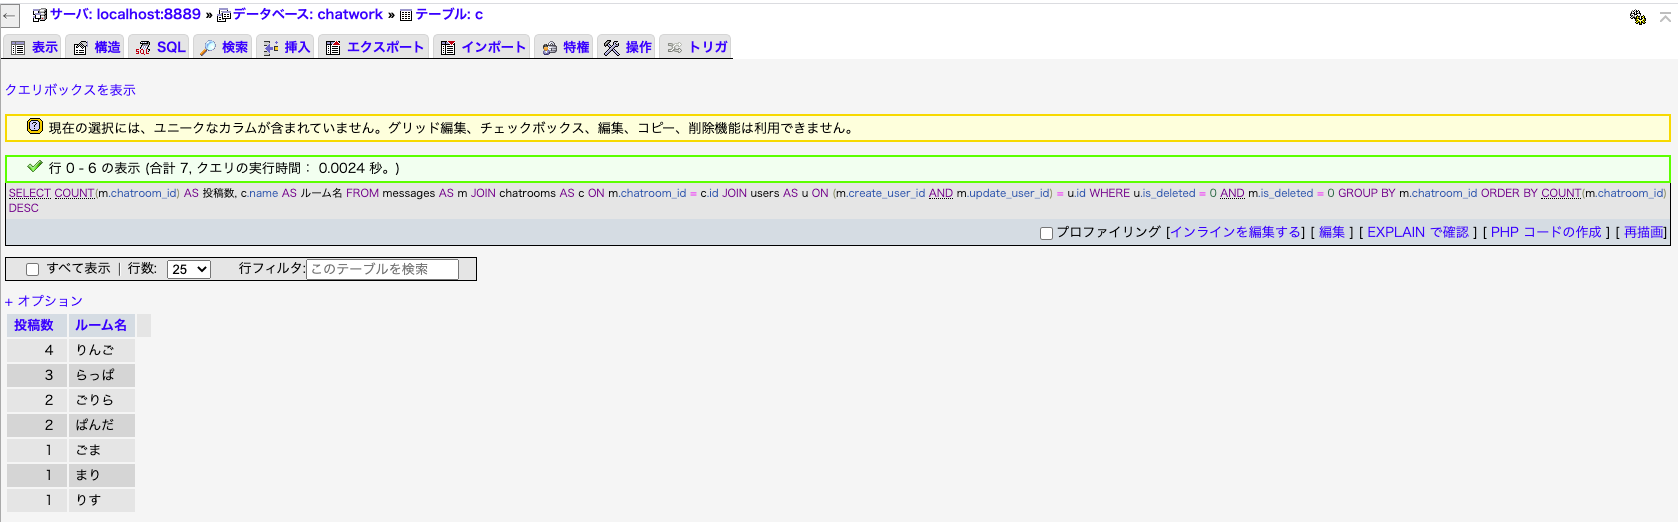 ← サーバ: localhost:8889 » データベース: chatwork » テーブル: c
表示 構造 SQL 検索 挿入 エクスポート インポート 特権 操作 トリガ
クエリボックスを表示
現在の選択には、ユニークなカラムが含まれていません。グリッド編集、チェックボックス、編集、コピー、削除機能は利用できません。
行 0 - 6 の表示 (合計 7, クエリの実行時間： 0.0024 秒。)
SELECT COUNT(m.chatroom_id) AS 投稿数, c.name AS ルーム名 FROM messages AS m JOIN chatrooms AS c ON m.chatroom_id = c.id JOIN users AS u ON (m.create_user_id AND m.update_user_id) = u.id WHERE u.is_deleted = 0 AND m.is_deleted = 0 GROUP BY m.chatroom_id ORDER BY COUNT(m.chatroom_id)
DESC
プロファイリング [インラインを編集する] [ 編集 ] [ EXPLAIN で確認 ] [ PHP コードの作成 ] [ 再描画]
すべて表示 | 行数: 25 行フィルタ: このテーブルを検索
+ オプション
投稿数 ルーム名
4 りんご
3 らっぱ
2 ごりら
2 ぱんだ
1 ごま
1 まり
1 りす